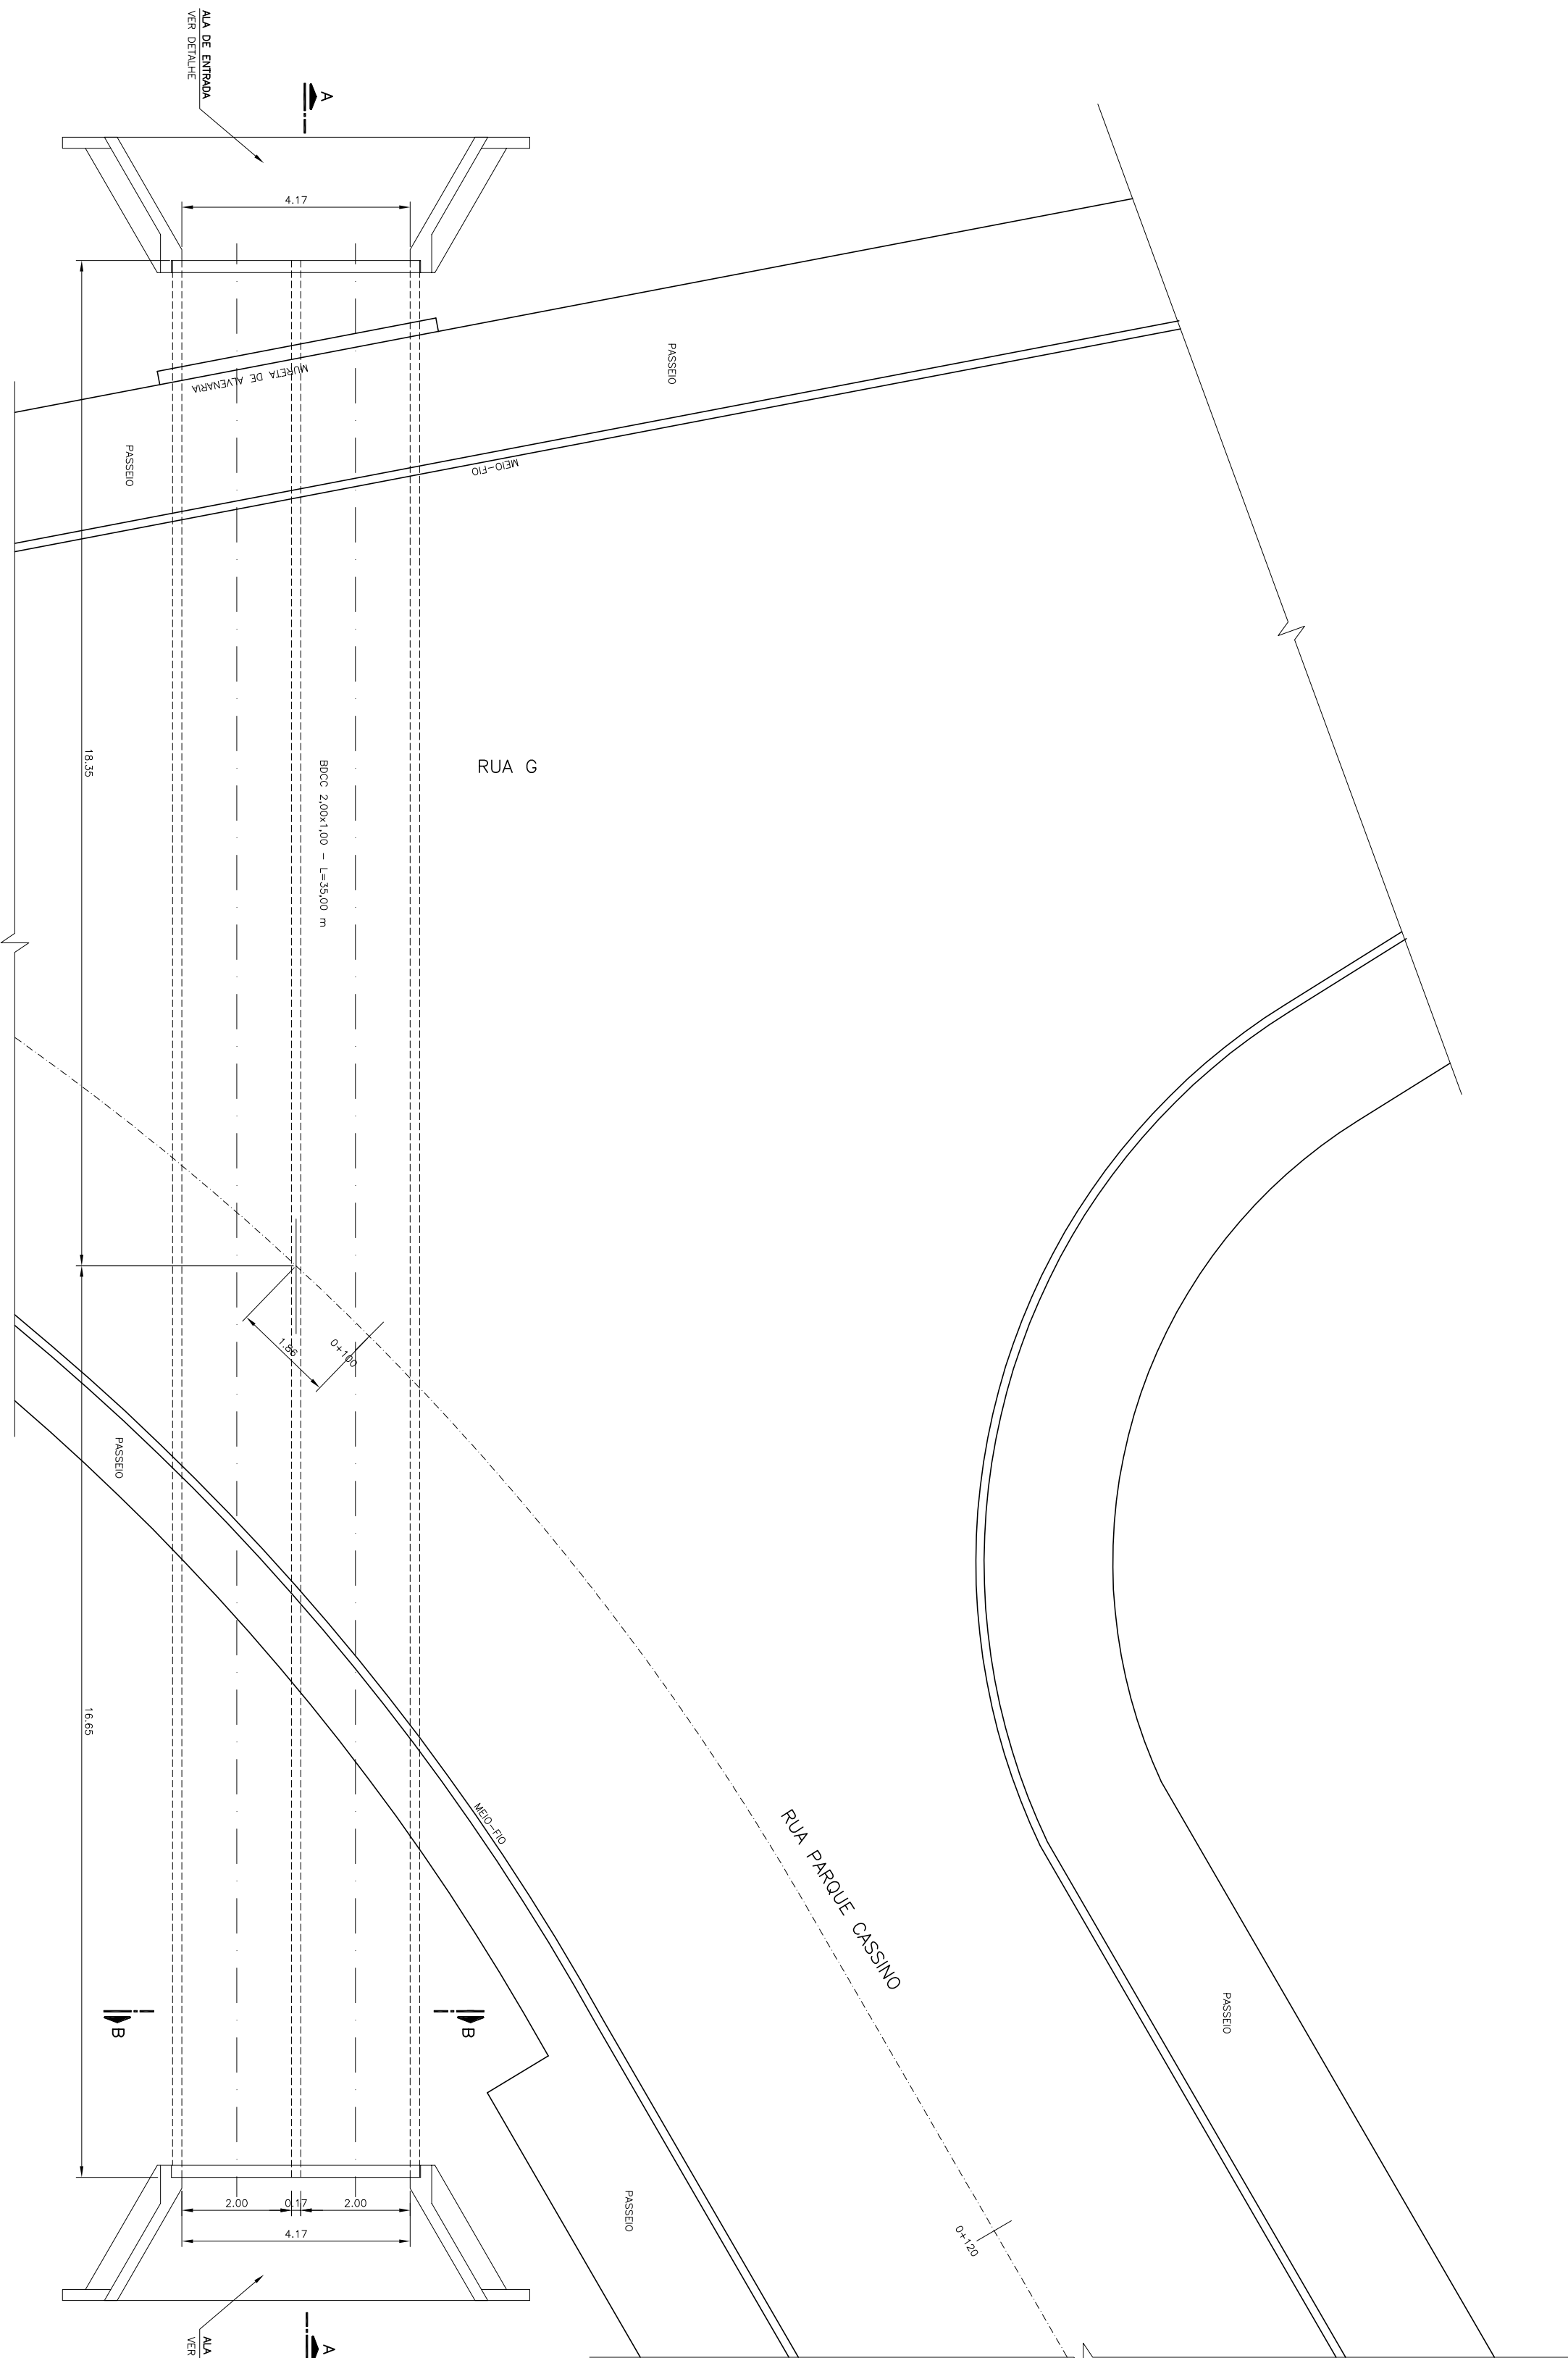 ALA DE ENTRADA
VER DETALHE
A
4.17
PASSEIO
MURETA DE ALVENARIA
PASSEIO
MEIO-FIO
18.35
RUA G
BDCC 2,00x1,00 - L=35,00 m
1.86
0+100
PASSEIO
16.65
MEIO-FIO
RUA PARQUE CASSINO
PASSEIO
B
B
PASSEIO
2.00
0.17
2.00
4.17
0+120
ALA
VER
A